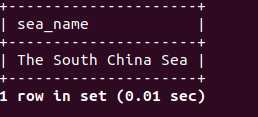 +---------------------+
| sea_name            |
+---------------------+
| The South China Sea |
+---------------------+
1 row in set (0.01 sec)